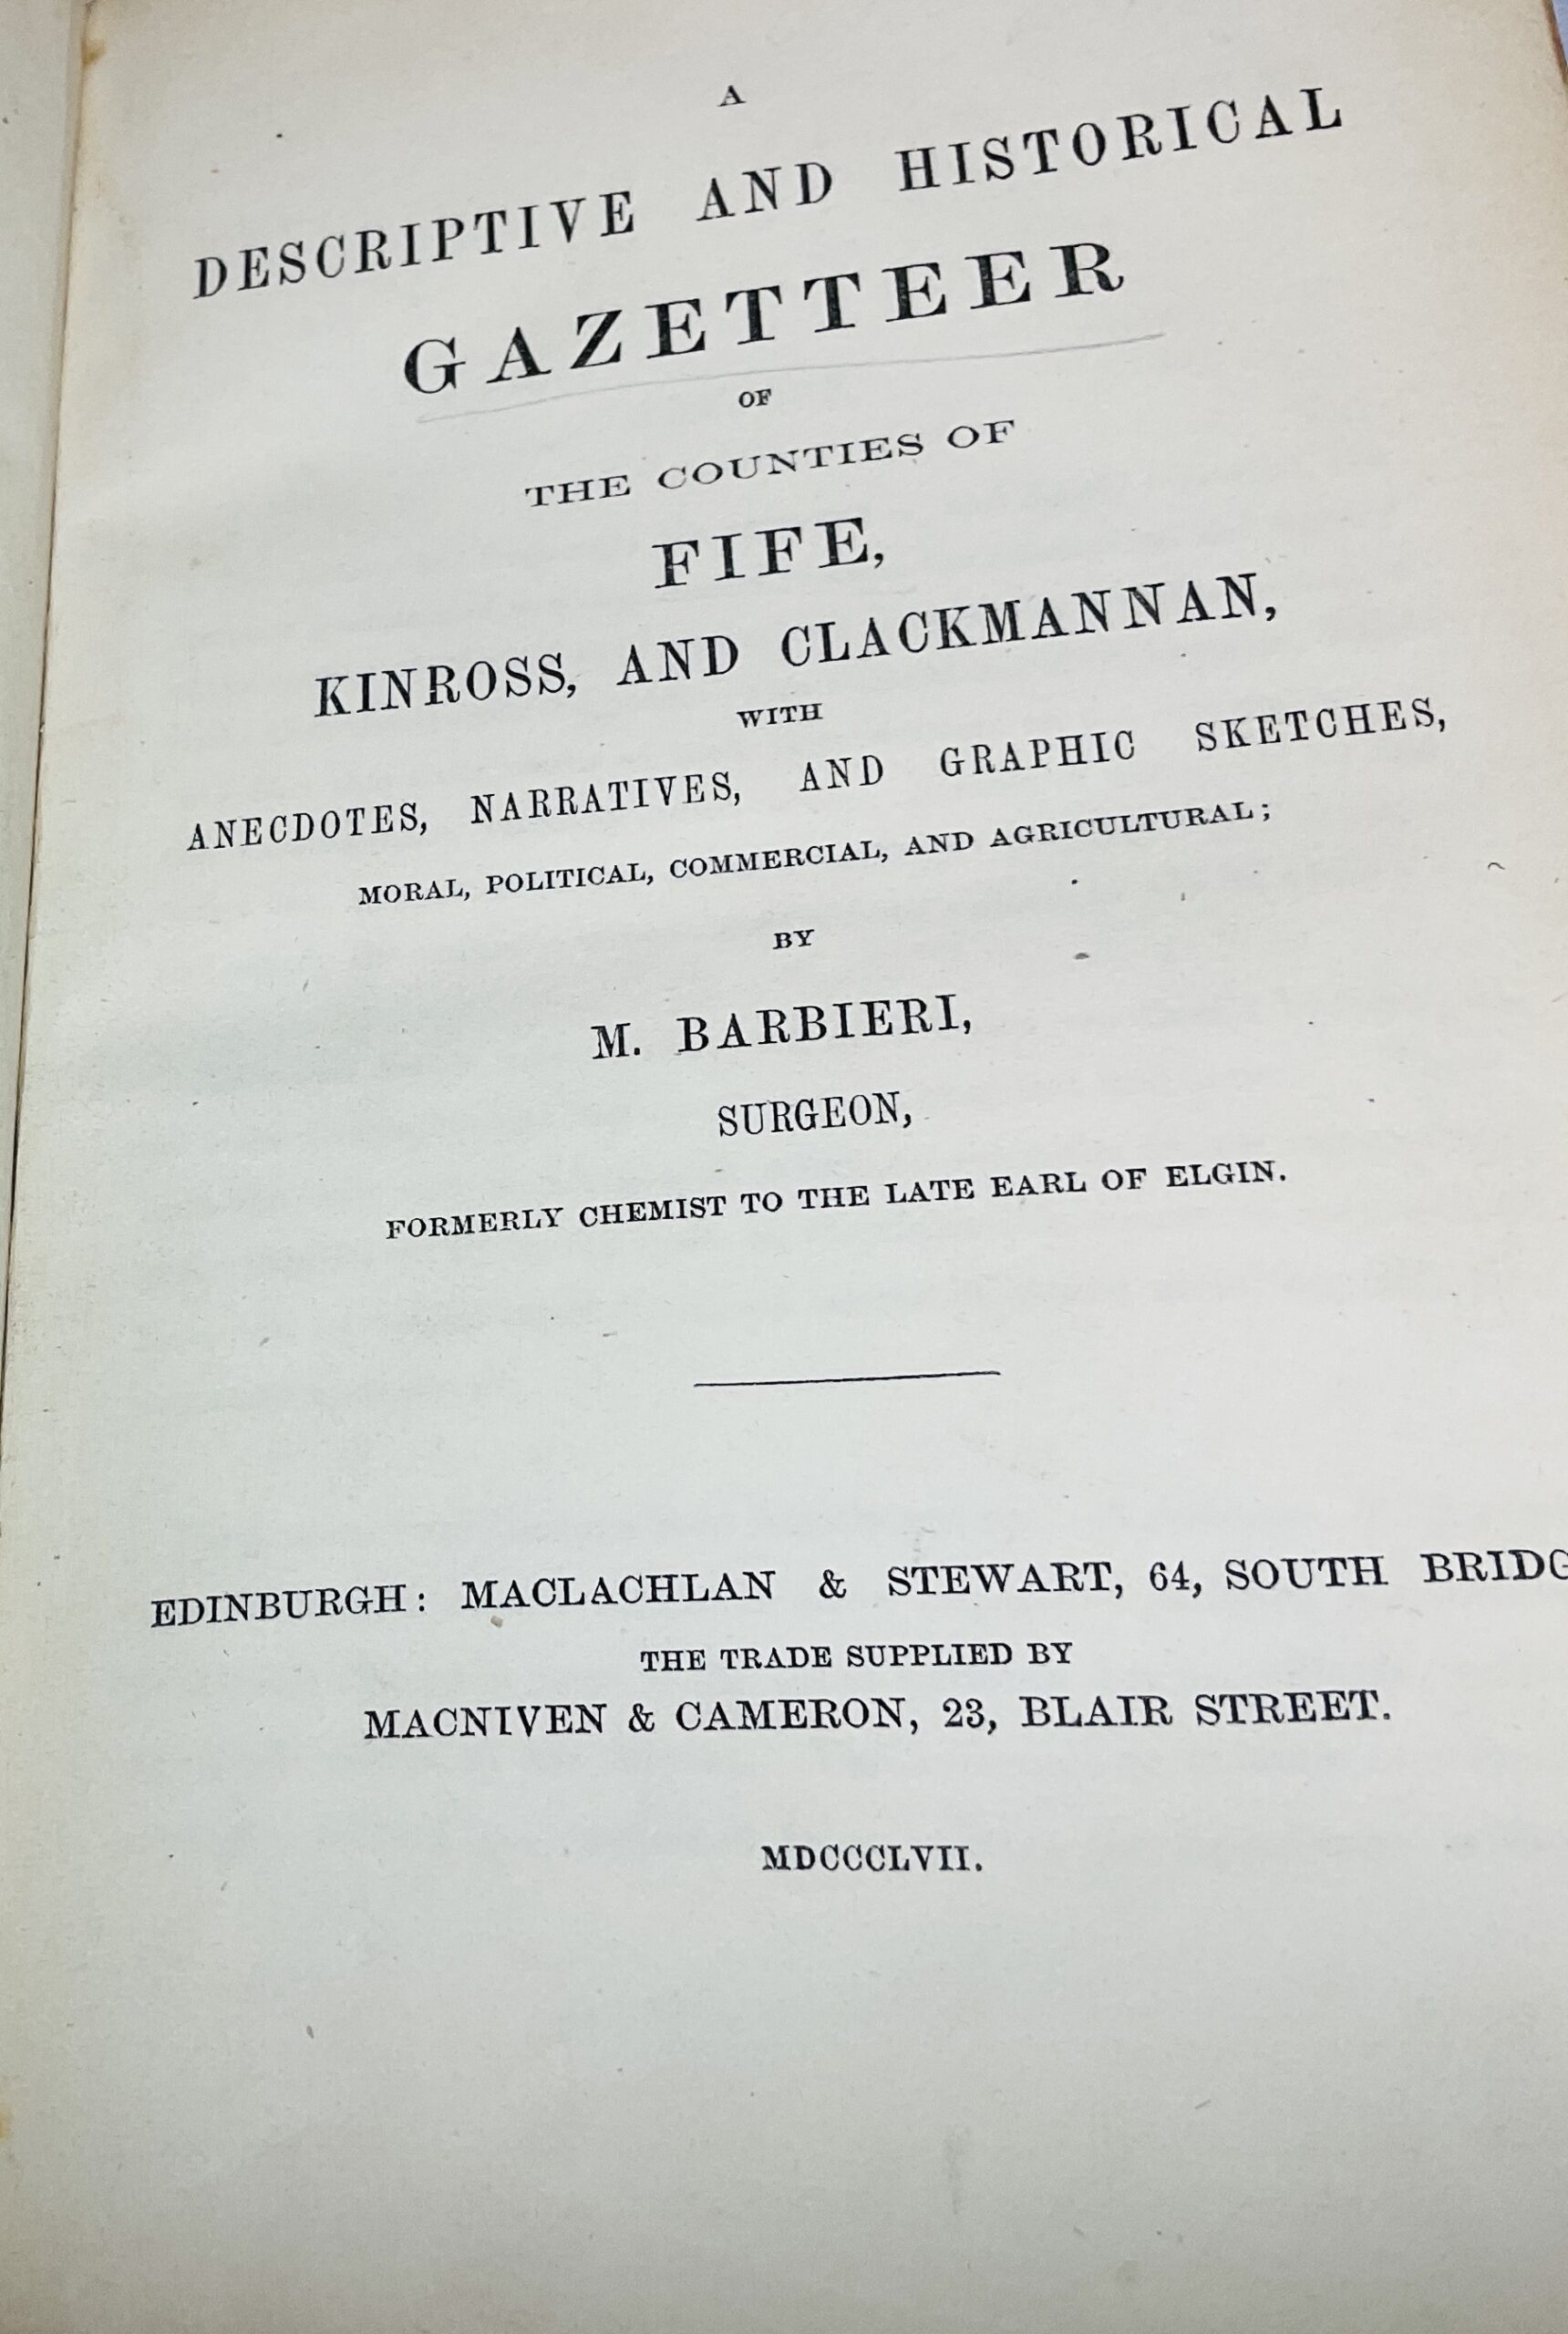 A
DESCRIPTIVE AND HISTORICAL
GAZETTEER
OF
THE COUNTIES OF
FIFE,
KINROSS, AND CLACKMANNAN,
WITH
ANECDOTES, NARRATIVES, AND GRAPHIC SKETCHES,
MORAL, POLITICAL, COMMERCIAL, AND AGRICULTURAL;
BY
M. BARBIERI,
SURGEON,
FORMERLY CHEMIST TO THE LATE EARL OF ELGIN.
EDINBURGH: MACLACHLAN & STEWART, 64, SOUTH BRIDG
THE TRADE SUPPLIED BY
MACNIVEN & CAMERON, 23, BLAIR STREET.
MDCCCLVII.